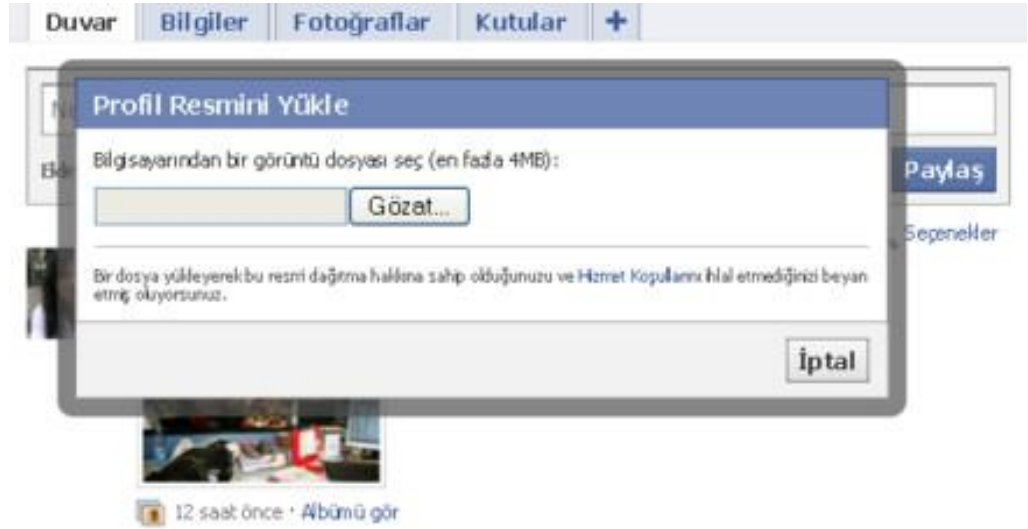 Duvar Bilgiler Fotoğraflar Kutular +
Profil Resmini Yükle
Bilgisayarından bir görüntü dosyası seç (en fazla 4MB):
Gözat...
Paylaş
Seçenekler
Bir dosya yükleyerek bu resmi dağıtma hakkına sahip olduğunuzu ve Hizmet Koşullarını ihlal etmediğinizi beyan
etmiş oluyorsunuz.
İptal
12 saat önce · Albümü gör